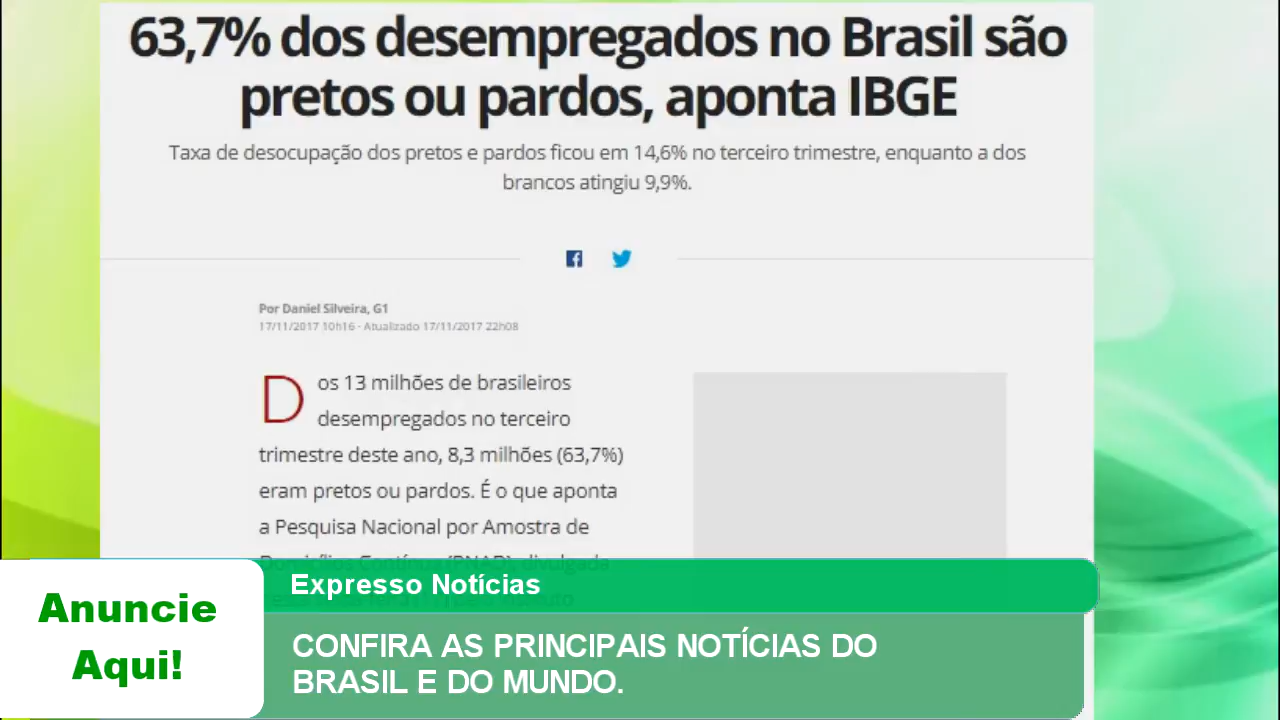 63,7% dos desempregados no Brasil são
pretos ou pardos, aponta IBGE
Taxa de desocupação dos pretos e pardos ficou em 14,6% no terceiro trimestre, enquanto a dos
brancos atingiu 9,9%.
Por Daniel Silveira, G1
17/11/2017 10h16 · Atualizado 17/11/2017 22h08
Dos 13 milhões de brasileiros
desempregados no terceiro
trimestre deste ano, 8,3 milhões (63,7%)
eram pretos ou pardos. É o que aponta
a Pesquisa Nacional por Amostra de
Domicílios Contínua (PNAD), divulgada
Expresso Notícias
Anuncie
Aqui!
CONFIRA AS PRINCIPAIS NOTÍCIAS DO
BRASIL E DO MUNDO.